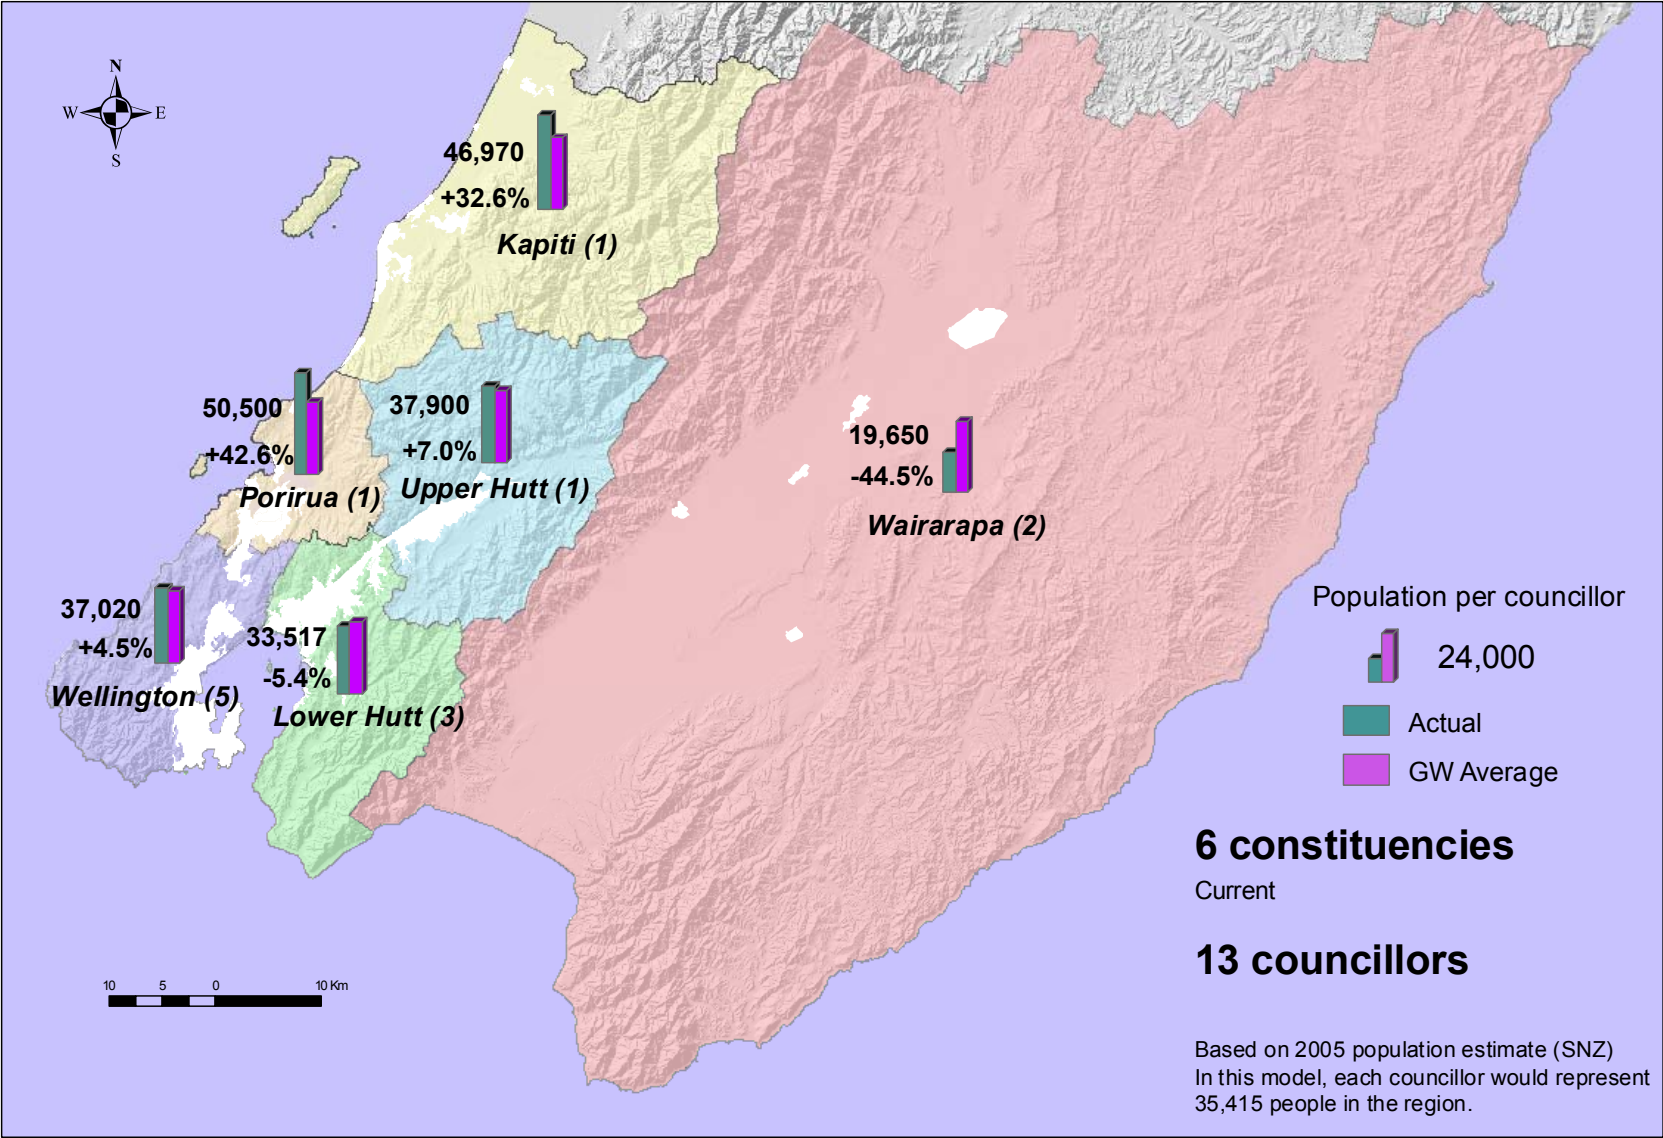 N
W
E
S
46,970
+32.6%
Kapiti (1)
50,500
+42.6%
Porirua (1)
37,900
+7.0%
Upper Hutt (1)
19,650
-44.5%
Wairarapa (2)
37,020
+4.5%
Wellington (5)
33,517
-5.4%
Lower Hutt (3)
Population per councillor
24,000
Actual
GW Average
6 constituencies
Current
13 councillors
10 5 0 10 Km
Based on 2005 population estimate (SNZ)
In this model, each councillor would represent
35,415 people in the region.